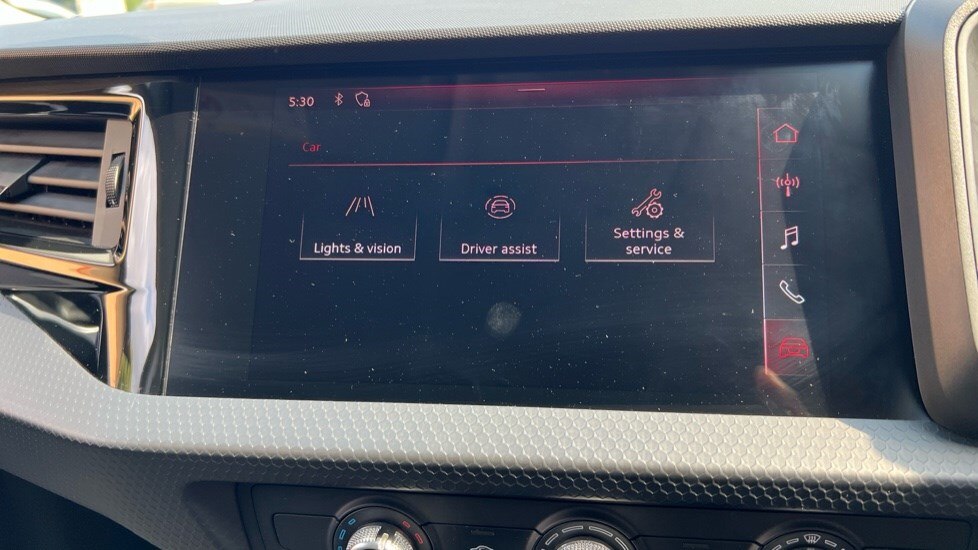 5:30
Car
Lights & vision
Driver assist
Settings &
service